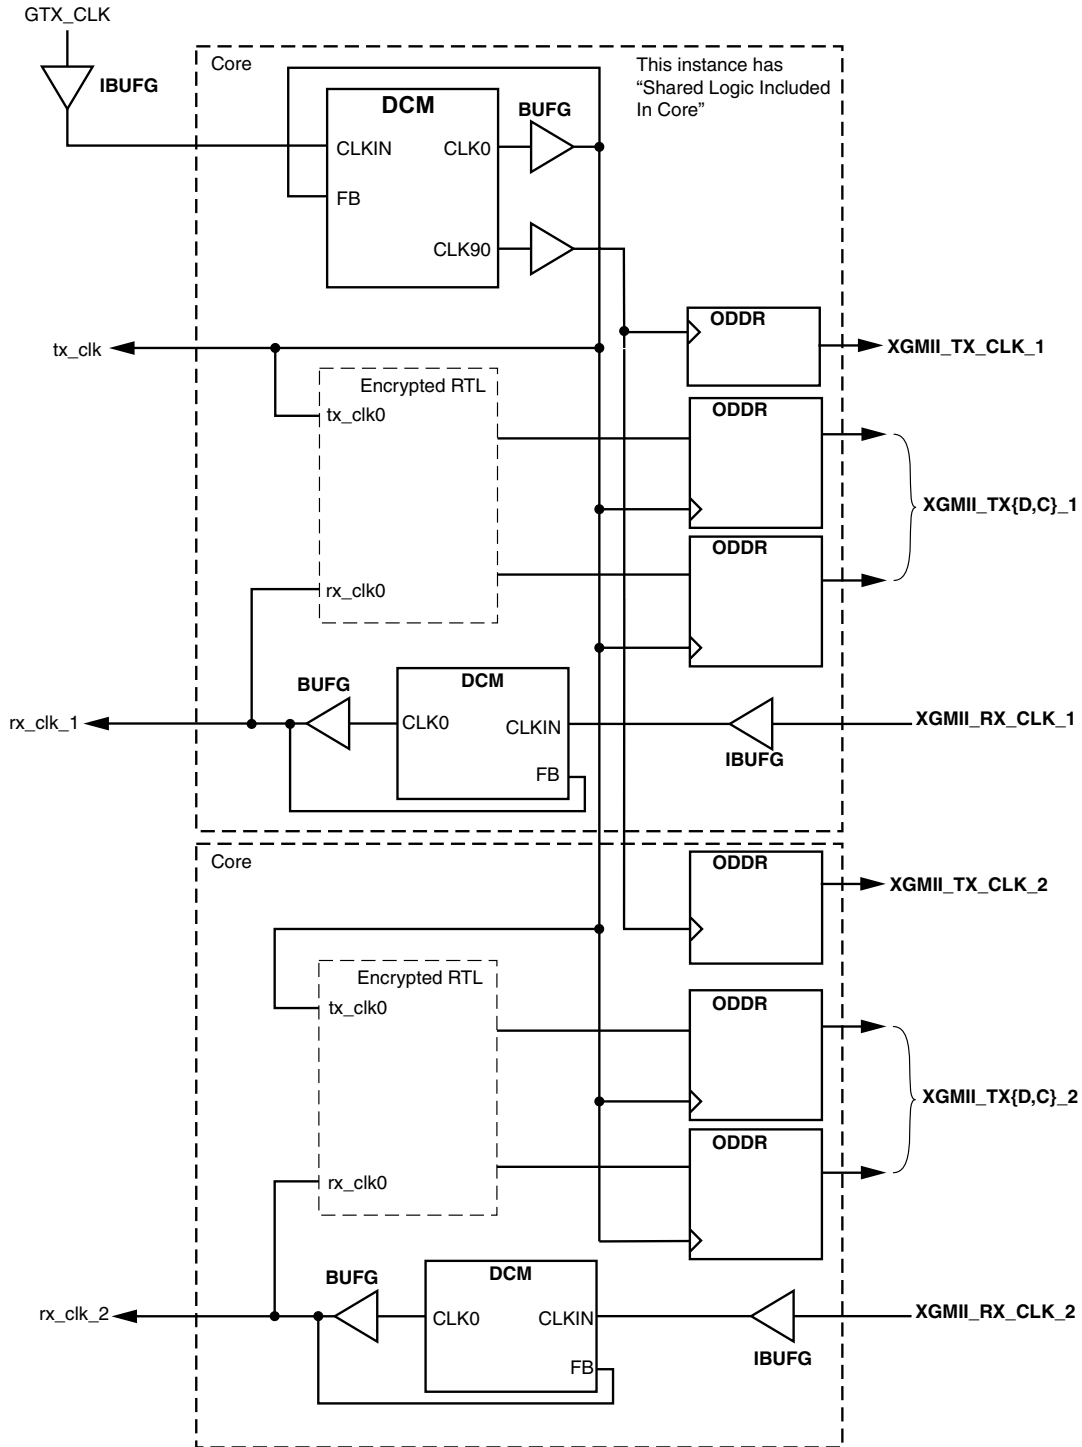 GTX_CLK
IBUFG
Core
This instance has
“Shared Logic Included
In Core”
DCM
BUFG
CLKIN
CLK0
FB
CLK90
ODDR
XGMII_TX_CLK_1
tx_clk
Encrypted RTL
tx_clk0
ODDR
XGMII_TX{D,C}_1
ODDR
rx_clk0
BUFG
DCM
rx_clk_1
CLK0
CLKIN
XGMII_RX_CLK_1
IBUFG
FB
Core
ODDR
XGMII_TX_CLK_2
Encrypted RTL
tx_clk0
ODDR
XGMII_TX{D,C}_2
ODDR
rx_clk0
BUFG
DCM
rx_clk_2
CLK0
CLKIN
XGMII_RX_CLK_2
IBUFG
FB